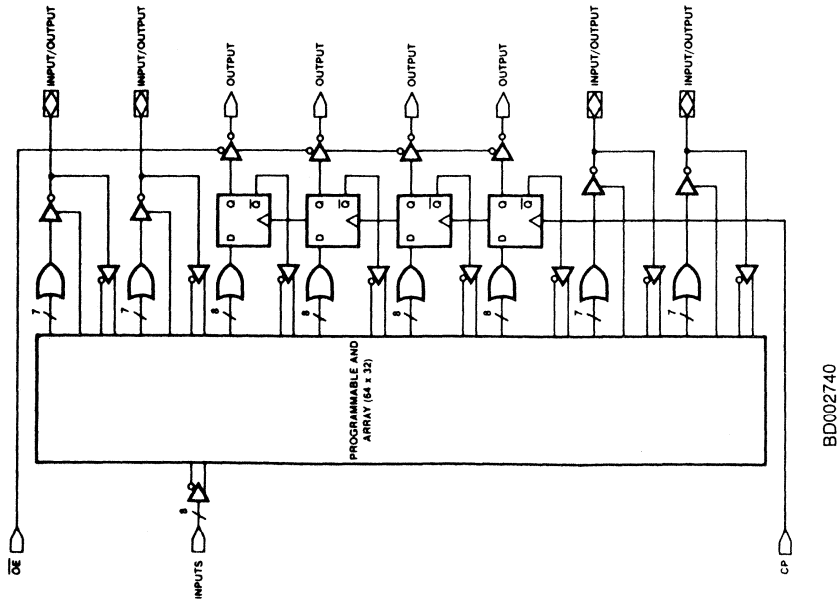 INPUT/OUTPUT
INPUT/OUTPUT
OUTPUT
OUTPUT
OUTPUT
OUTPUT
INPUT/OUTPUT
INPUT/OUTPUT
Q
Q
Q
Q
Q̅
Q̅
Q̅
Q̅
D
D
D
D
7
7
8
8
8
8
7
7
PROGRAMMABLE AND
ARRAY (64 x 32)
8
O̅E̅
INPUTS
CP
BD002740